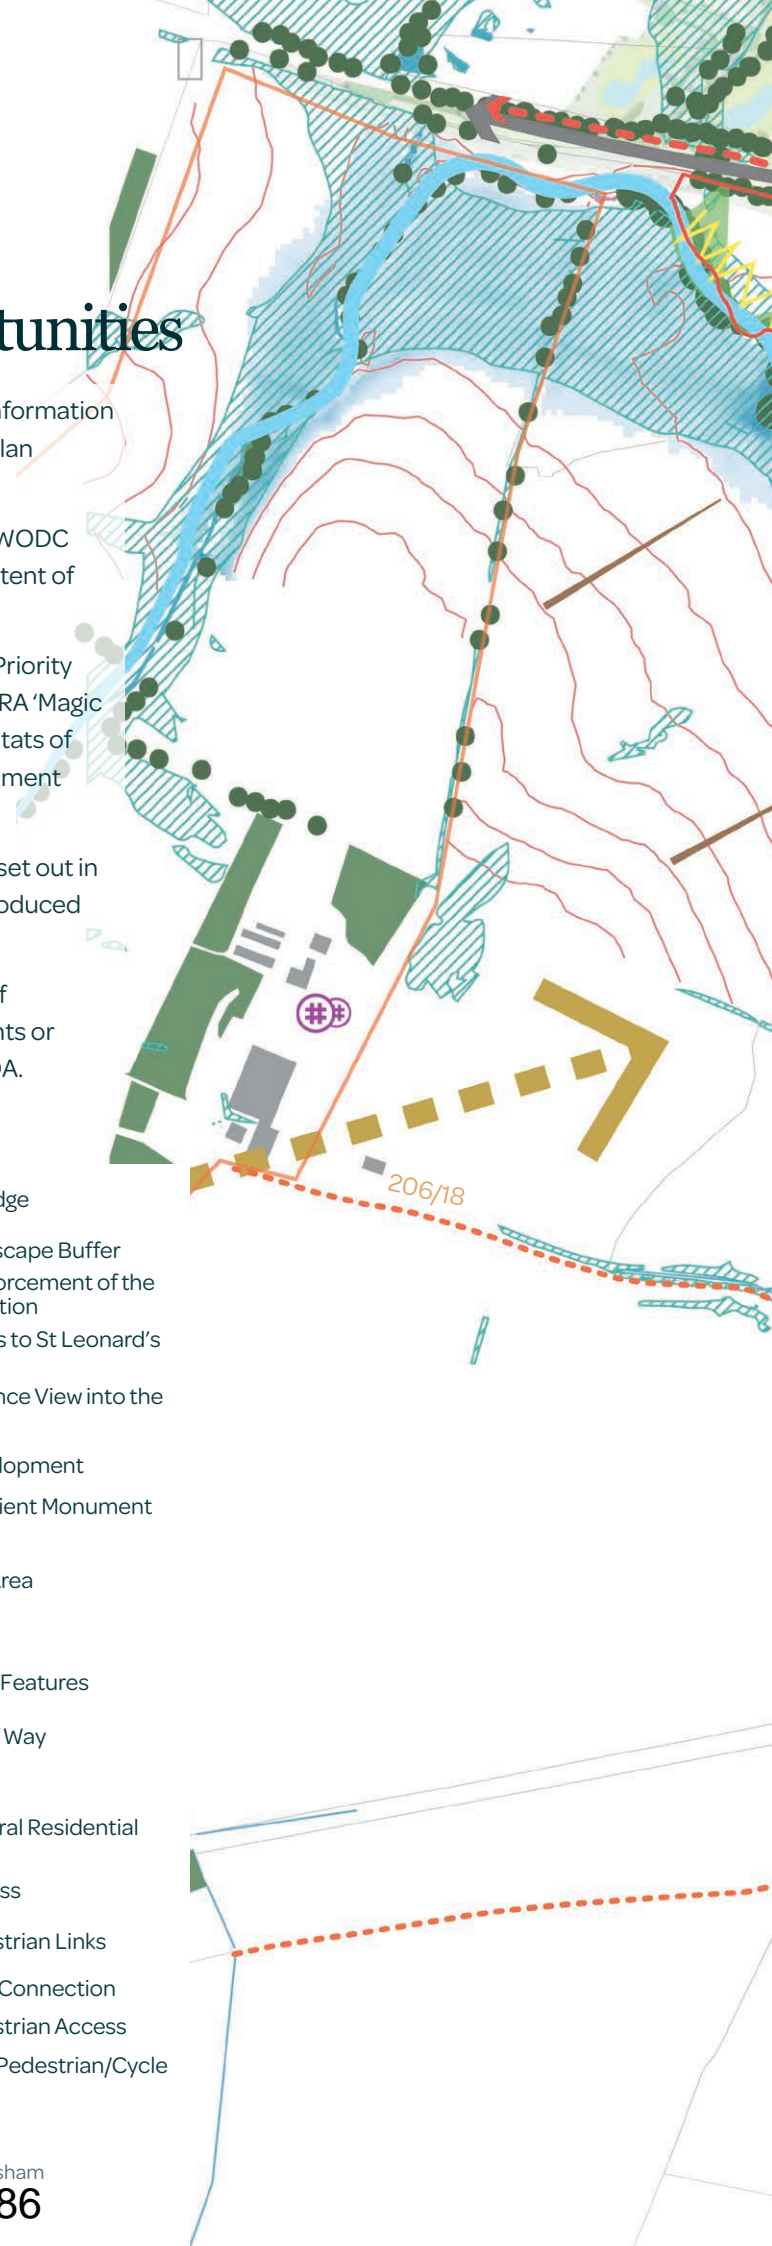 tunities
formation
lan
WODC
tent of
Priority
RA ‘Magic
tats of
ment
set out in
oduced
f
nts or
DA.
dge
scape Buffer
orcement of the
tion
s to St Leonard’s
nce View into the
lopment
ient Monument
rea
Features
Way
ral Residential
ss
strian Links
Connection
strian Access
Pedestrian/Cycle
sham
86
206/18